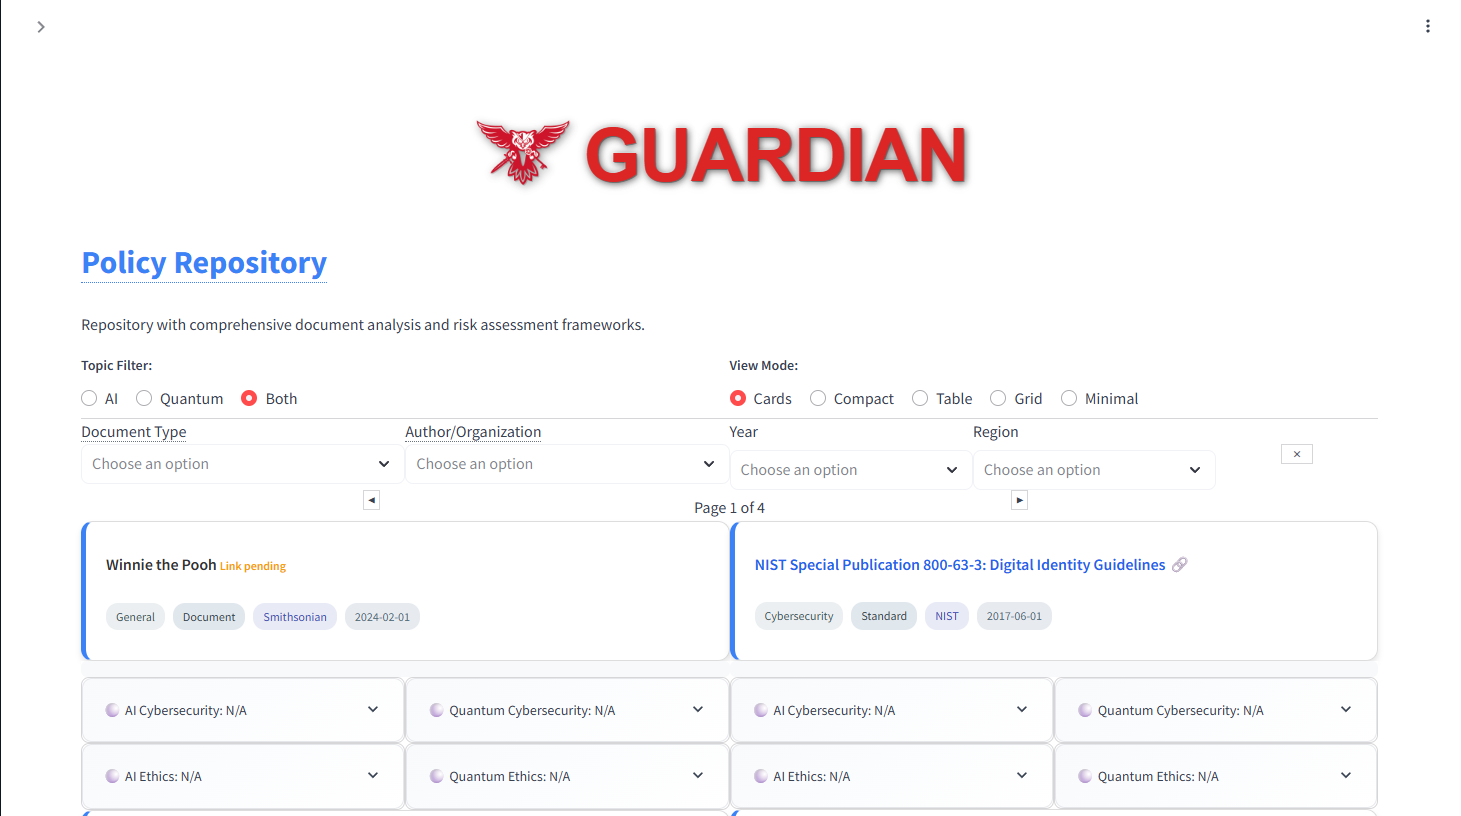 GUARDIAN
Policy Repository
Repository with comprehensive document analysis and risk assessment frameworks.
Topic Filter:
View Mode:
AI Quantum Both
Cards Compact Table Grid Minimal
Document Type Author/Organization Year Region
Choose an option Choose an option Choose an option Choose an option ×
◄ Page 1 of 4 ►
Winnie the Pooh Link pending
General Document Smithsonian 2024-02-01
NIST Special Publication 800-63-3: Digital Identity Guidelines
Cybersecurity Standard NIST 2017-06-01
AI Cybersecurity: N/A Quantum Cybersecurity: N/A AI Cybersecurity: N/A Quantum Cybersecurity: N/A
AI Ethics: N/A Quantum Ethics: N/A AI Ethics: N/A Quantum Ethics: N/A